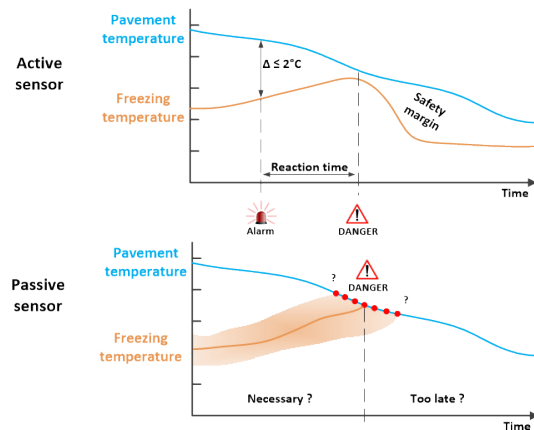 Pavement
temperature
Active
sensor
Δ ≤ 2°C
Freezing
temperature
Safety
margin
Reaction time
Time
Alarm
DANGER
Pavement
temperature
Passive
sensor
?
DANGER
?
Freezing
temperature
Necessary ?
Too late ?
Time